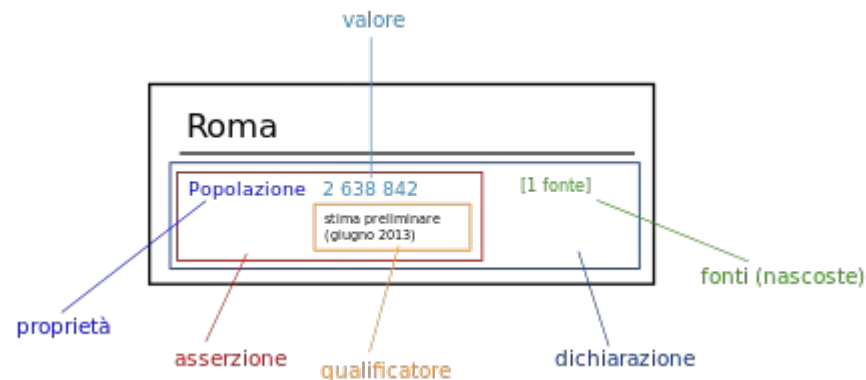 valore
Roma
Popolazione 2 638 842 [1 fonte]
stima preliminare
(giugno 2013)
fonti (nascoste)
proprietà
asserzione
qualificatore
dichiarazione